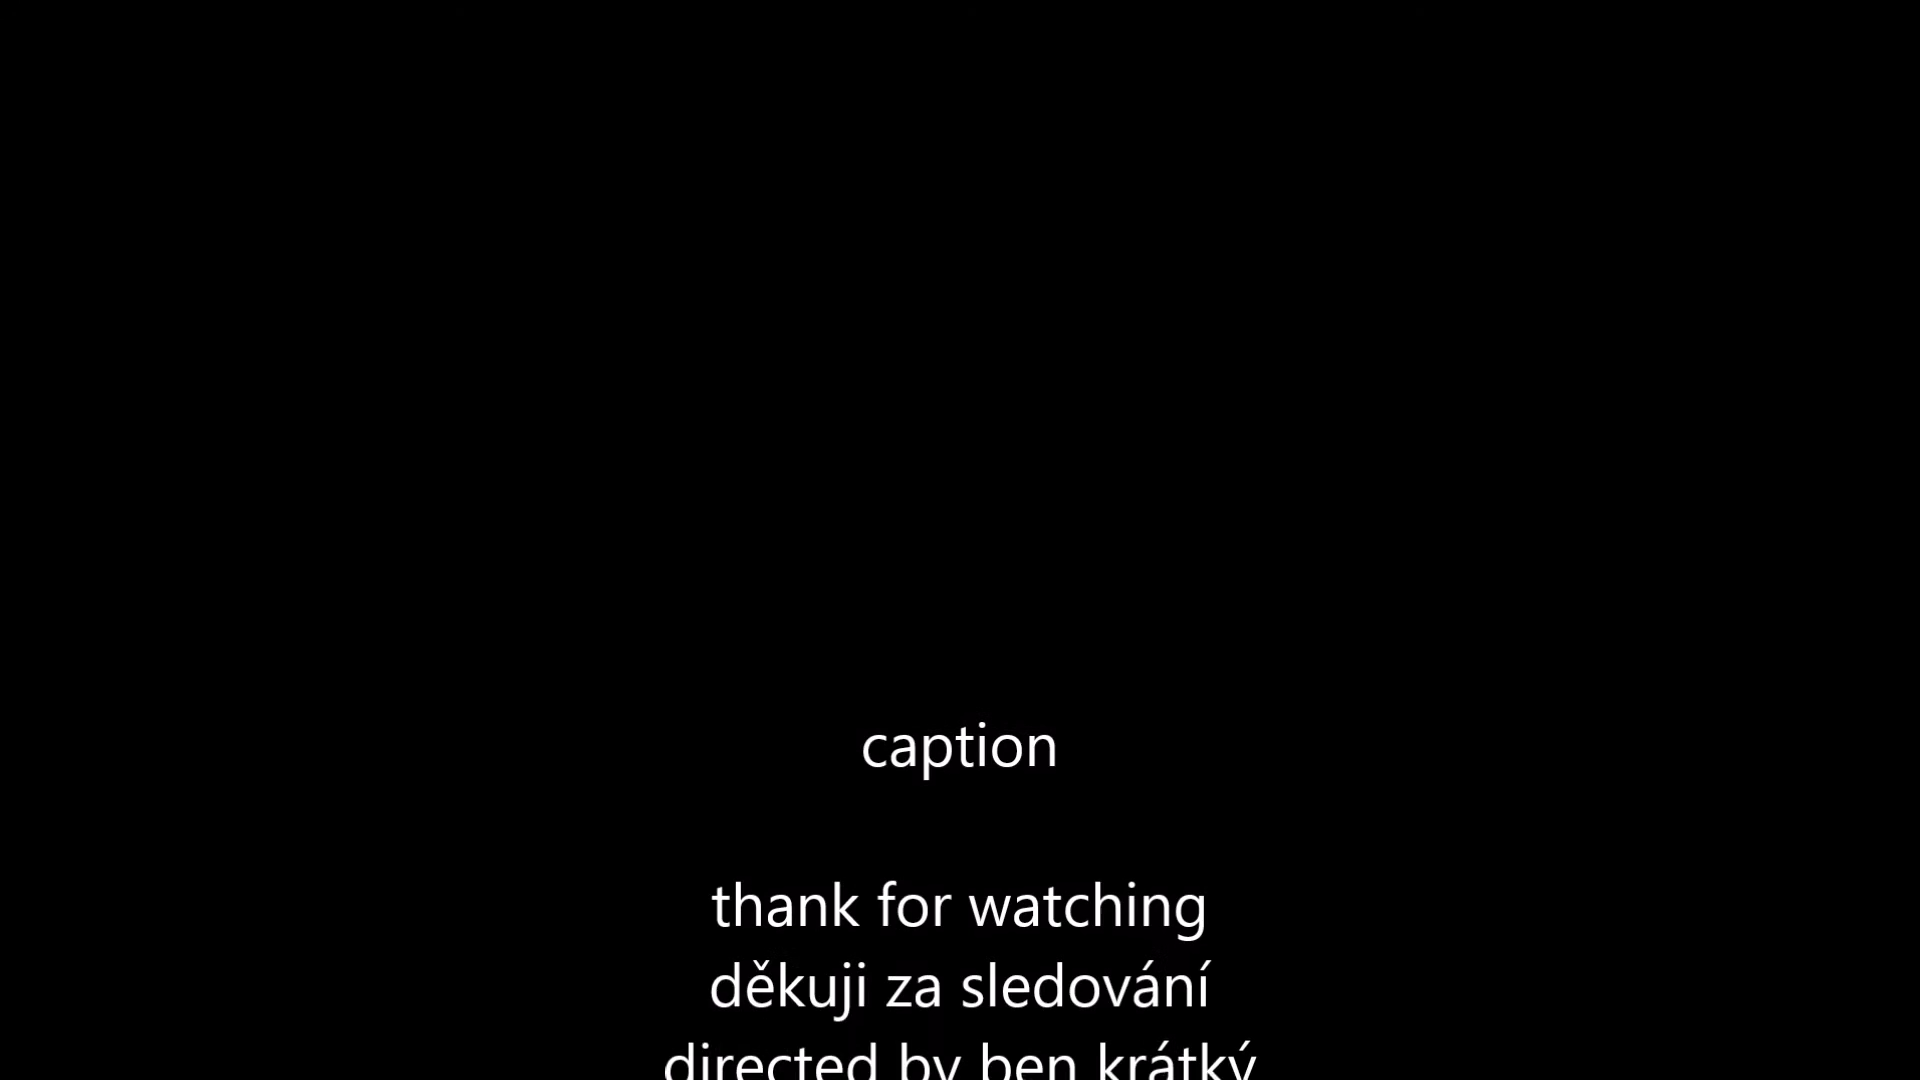 caption
thank for watching
děkuji za sledování
directed by ben krátký